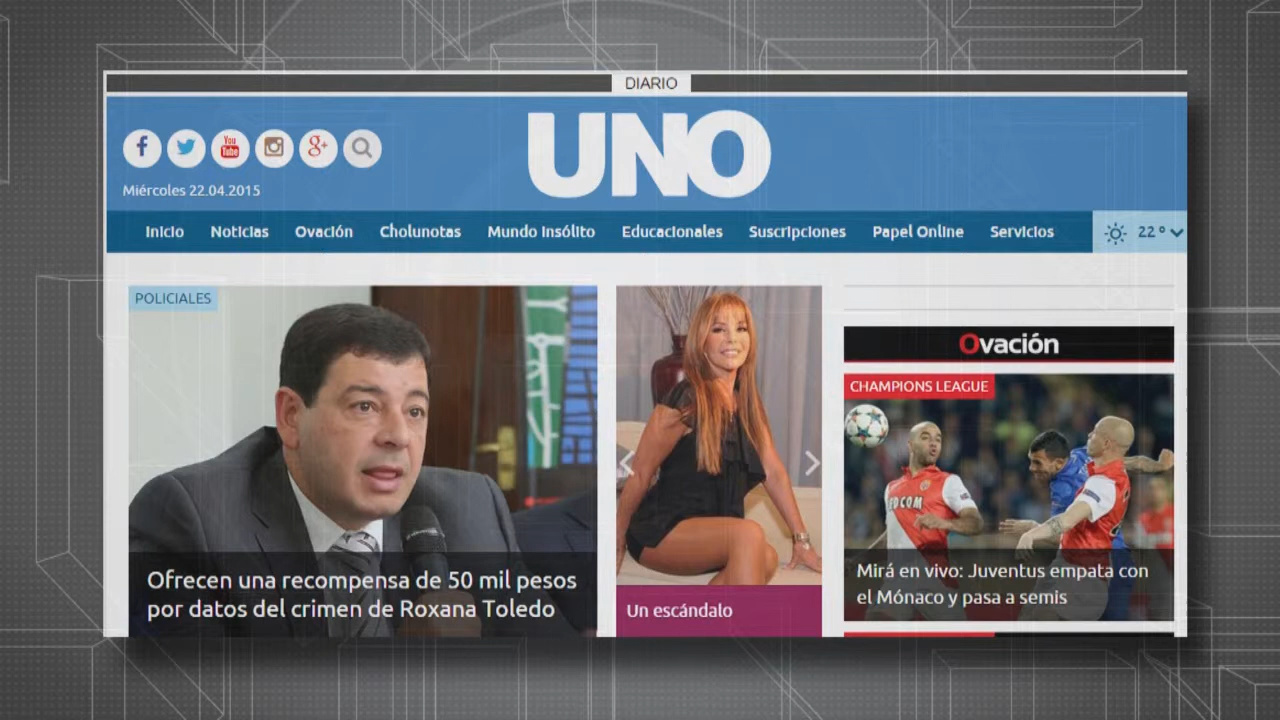 DIARIO
UNO
Miércoles 22.04.2015
Inicio Noticias Ovación Cholunotas Mundo Insólito Educacionales Suscripciones Papel Online Servicios 22 º
POLICIALES
Ofrecen una recompensa de 50 mil pesos
por datos del crimen de Roxana Toledo
Un escándalo
Ovación
CHAMPIONS LEAGUE
Mirá en vivo: Juventus empata con
el Mónaco y pasa a semis
You
Tube
g+
f